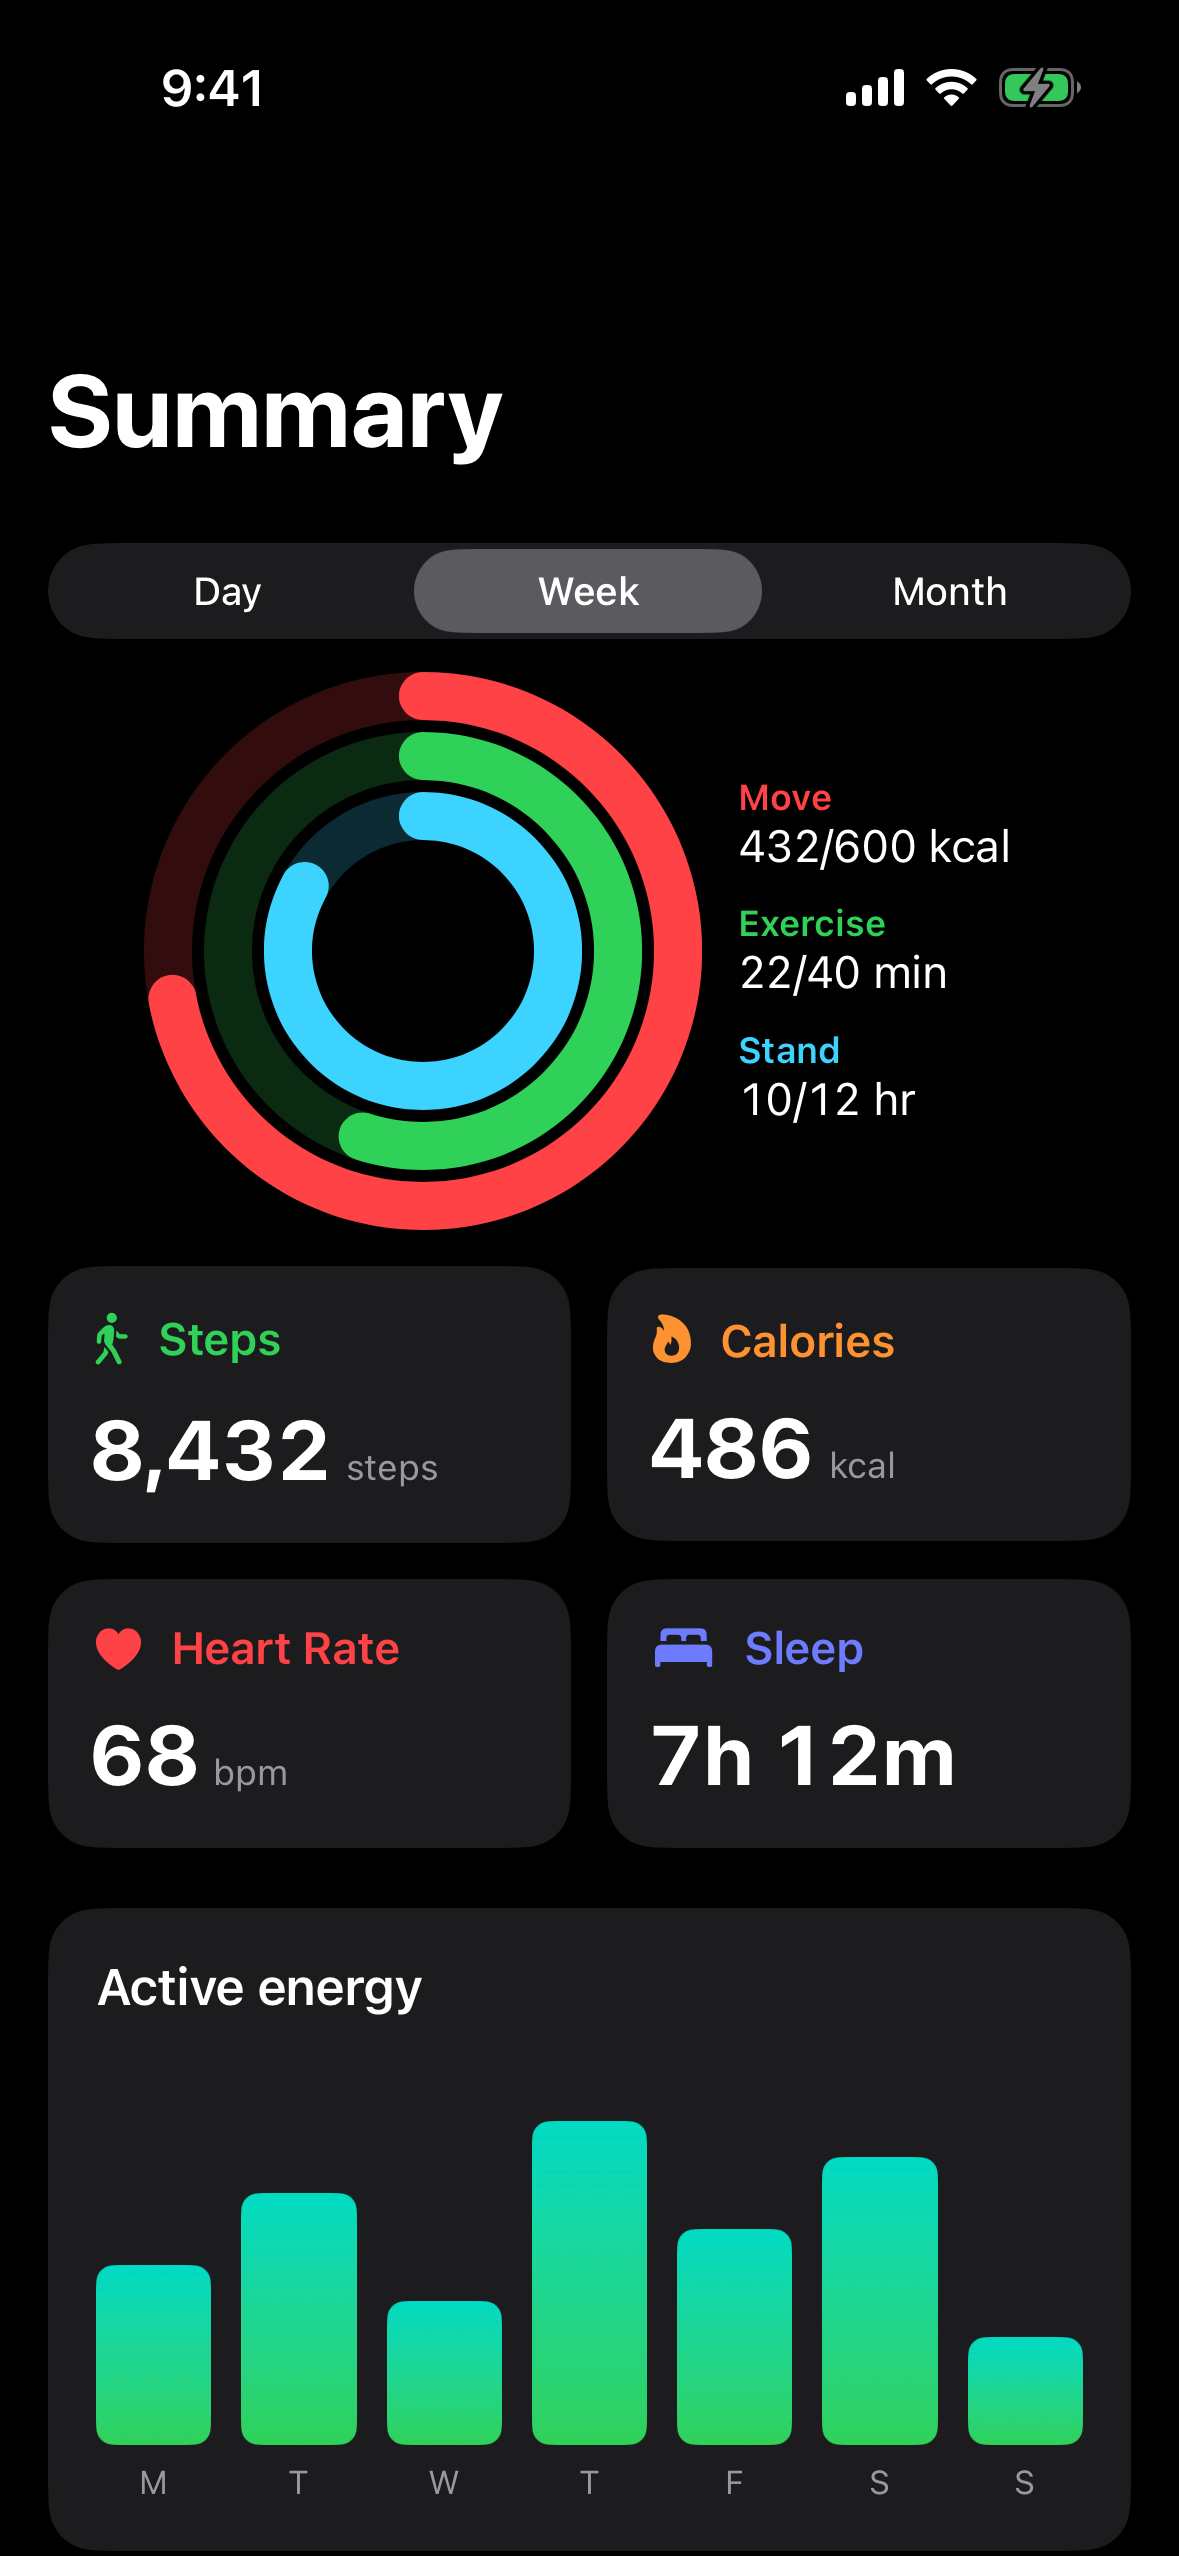 9:41
Summary
Day Week Month
Move
432/600 kcal
Exercise
22/40 min
Stand
10/12 hr
Steps
8,432 steps
Calories
486 kcal
Heart Rate
68 bpm
Sleep
7h 12m
Active energy
M T W T F S S